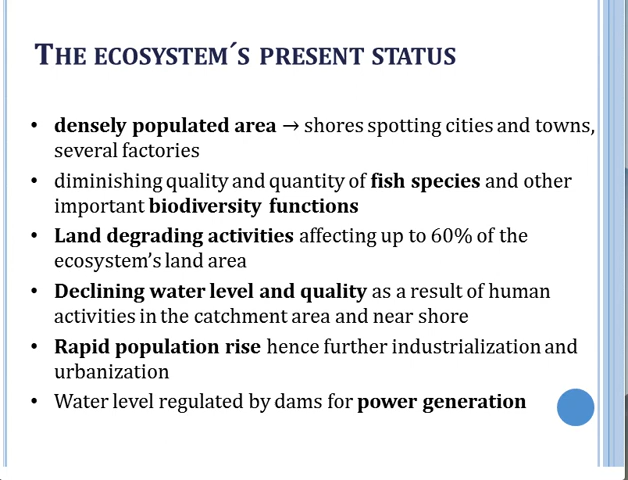 THE ECOSYSTEM´S PRESENT STATUS
• densely populated area → shores spotting cities and towns,
several factories
• diminishing quality and quantity of fish species and other
important biodiversity functions
• Land degrading activities affecting up to 60% of the
ecosystem's land area
• Declining water level and quality as a result of human
activities in the catchment area and near shore
• Rapid population rise hence further industrialization and
urbanization
• Water level regulated by dams for power generation